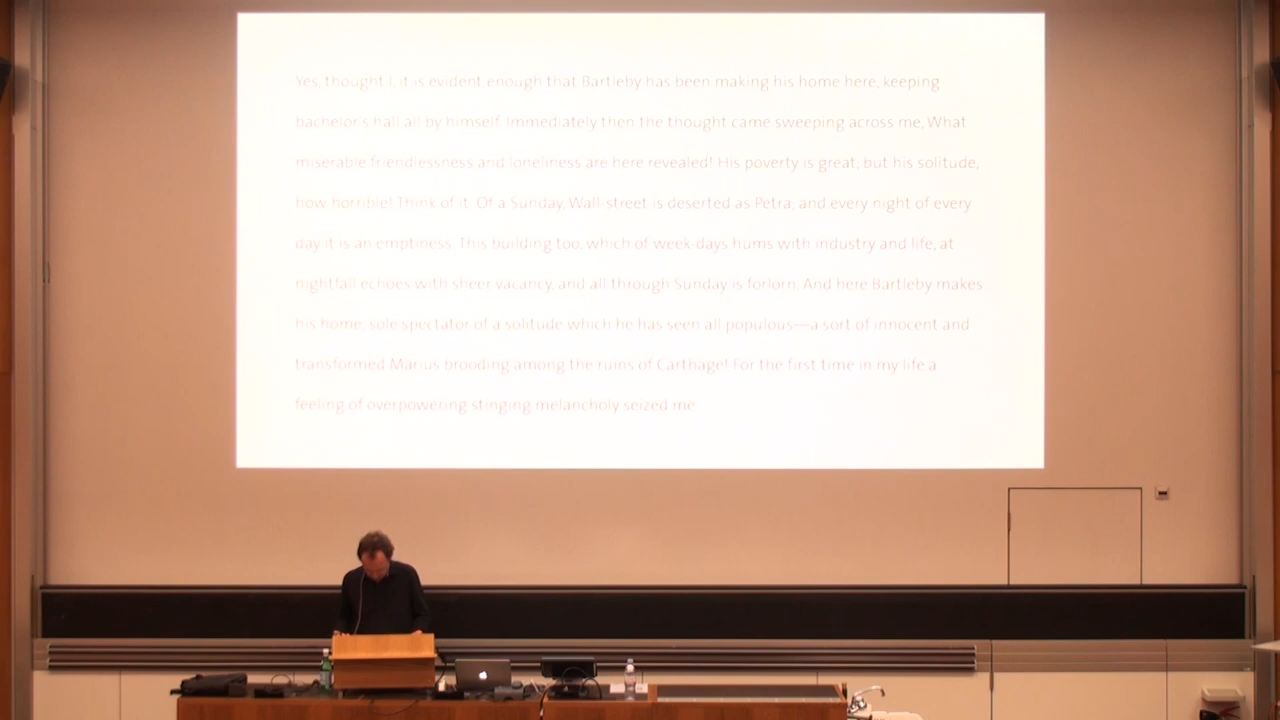 Yes, thought I, it is evident enough that Bartleby has been making his home here, keeping
bachelor's hall all by himself. Immediately then the thought came sweeping across me, What
miserable friendlessness and loneliness are here revealed! His poverty is great; but his solitude,
how horrible! Think of it. Of a Sunday, Wall-street is deserted as Petra; and every night of every
day it is an emptiness. This building too, which of week-days hums with industry and life, at
nightfall echoes with sheer vacancy, and all through Sunday is forlorn. And here Bartleby makes
his home; sole spectator of a solitude which he has seen all populous—a sort of innocent and
transformed Marius brooding among the ruins of Carthage! For the first time in my life a
feeling of overpowering stinging melancholy seized me.